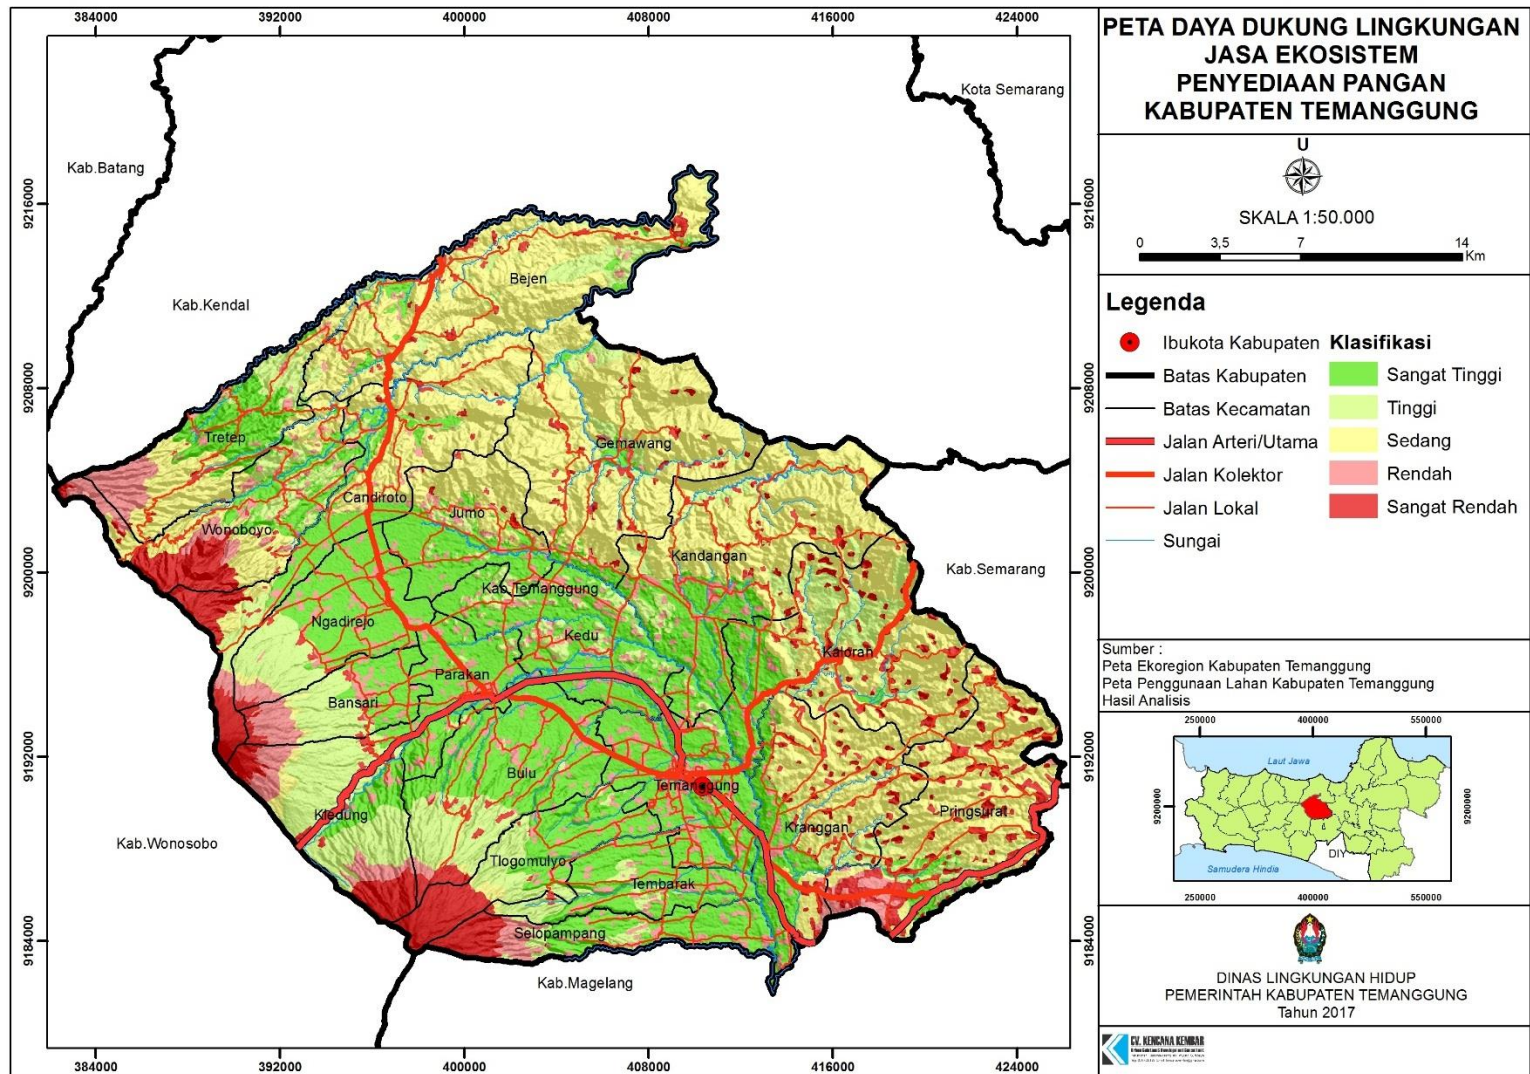 384000
392000
400000
408000
416000
424000
PETA DAYA DUKUNG LINGKUNGAN
JASA EKOSISTEM
PENYEDIAAN PANGAN
KABUPATEN TEMANGGUNG
U
SKALA 1:50.000
0
3,5
7
14
Km
Legenda
Ibukota Kabupaten
Batas Kabupaten
Batas Kecamatan
Jalan Arteri/Utama
Jalan Kolektor
Jalan Lokal
Sungai
Klasifikasi
Sangat Tinggi
Tinggi
Sedang
Rendah
Sangat Rendah
Sumber :
Peta Ekoregion Kabupaten Temanggung
Peta Penggunaan Lahan Kabupaten Temanggung
Hasil Analisis
250000
400000
550000
Laut Jawa
9200000
9200000
DIY
Samudera Hindia
250000
400000
550000
DINAS LINGKUNGAN HIDUP
PEMERINTAH KABUPATEN TEMANGGUNG
Tahun 2017
CV. KENCANA KEMBAR
Kota Semarang
Kab.Batang
Kab.Kendal
Bejen
Tretep
Gemawang
Candiroto
Jumo
Wonoboyo
Kandangan
Kab.Semarang
Kab.Temanggung
Ngadirejo
Kedu
Kaloran
Parakan
Bansari
Bulu
Temanggung
Kledung
Pringsurat
Kranggan
Kab.Wonosobo
Tlogomulyo
Tembarak
Selopampang
Kab.Magelang
9216000
9208000
9200000
9192000
9184000
9216000
9208000
9200000
9192000
9184000
384000
392000
400000
408000
416000
424000